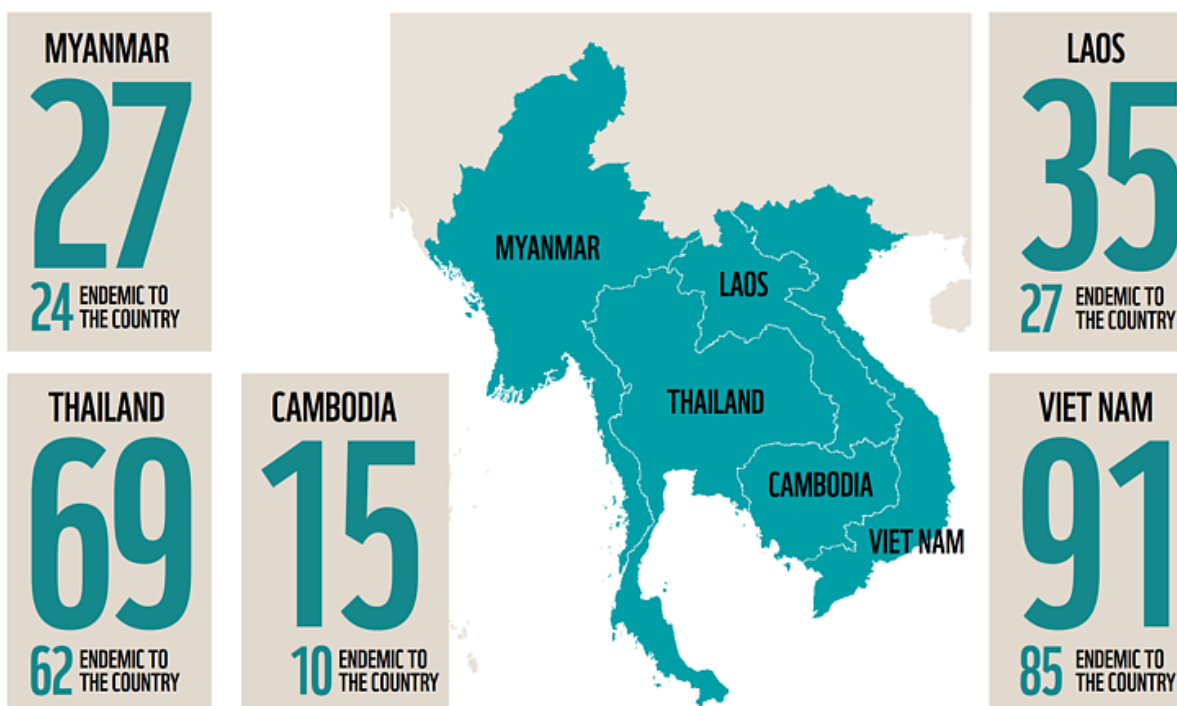 MYANMAR
27
24 ENDEMIC TO
THE COUNTRY
THAILAND
69
62 ENDEMIC TO
THE COUNTRY
CAMBODIA
15
10 ENDEMIC TO
THE COUNTRY
MYANMAR
LAOS
THAILAND
CAMBODIA
VIET NAM
LAOS
35
27 ENDEMIC TO
THE COUNTRY
VIET NAM
91
85 ENDEMIC TO
THE COUNTRY